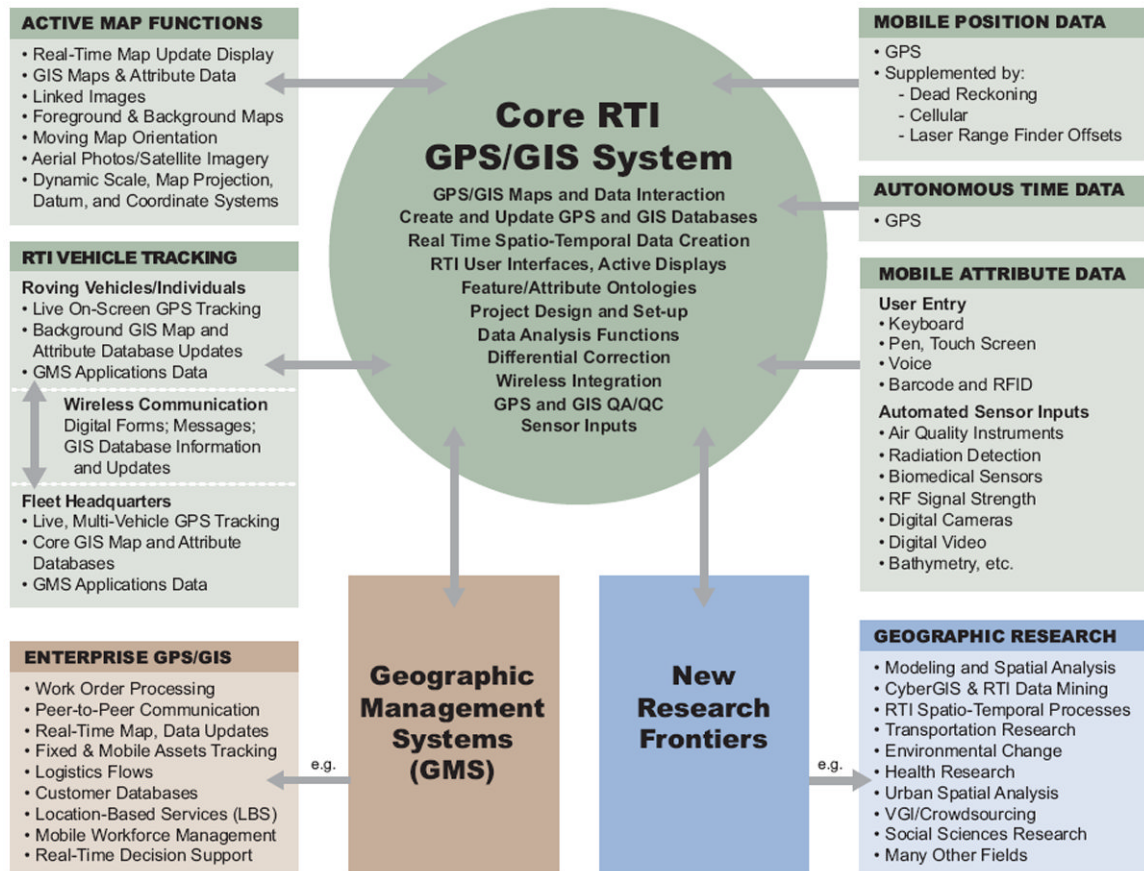 ACTIVE MAP FUNCTIONS
• Real-Time Map Update Display
• GIS Maps & Attribute Data
• Linked Images
• Foreground & Background Maps
• Moving Map Orientation
• Aerial Photos/Satellite Imagery
• Dynamic Scale, Map Projection,
Datum, and Coordinate Systems
RTI VEHICLE TRACKING
Roving Vehicles/Individuals
• Live On-Screen GPS Tracking
• Background GIS Map and
Attribute Database Updates
• GMS Applications Data
Wireless Communication
Digital Forms; Messages;
GIS Database Information
and Updates
Fleet Headquarters
• Live, Multi-Vehicle GPS Tracking
• Core GIS Map and Attribute
Databases
• GMS Applications Data
Core RTI
GPS/GIS System
GPS/GIS Maps and Data Interaction
Create and Update GPS and GIS Databases
Real Time Spatio-Temporal Data Creation
RTI User Interfaces, Active Displays
Feature/Attribute Ontologies
Project Design and Set-up
Data Analysis Functions
Differential Correction
Wireless Integration
GPS and GIS QA/QC
Sensor Inputs
MOBILE POSITION DATA
• GPS
• Supplemented by:
- Dead Reckoning
- Cellular
- Laser Range Finder Offsets
AUTONOMOUS TIME DATA
• GPS
MOBILE ATTRIBUTE DATA
User Entry
• Keyboard
• Pen, Touch Screen
• Voice
• Barcode and RFID
Automated Sensor Inputs
• Air Quality Instruments
• Radiation Detection
• Biomedical Sensors
• RF Signal Strength
• Digital Cameras
• Digital Video
• Bathymetry, etc.
ENTERPRISE GPS/GIS
• Work Order Processing
• Peer-to-Peer Communication
• Real-Time Map, Data Updates
• Fixed & Mobile Assets Tracking
• Logistics Flows
• Customer Databases
• Location-Based Services (LBS)
• Mobile Workforce Management
• Real-Time Decision Support
e.g.
Geographic
Management
Systems
(GMS)
New
Research
Frontiers
e.g.
GEOGRAPHIC RESEARCH
• Modeling and Spatial Analysis
• CyberGIS & RTI Data Mining
• RTI Spatio-Temporal Processes
• Transportation Research
• Environmental Change
• Health Research
• Urban Spatial Analysis
• VGI/Crowdsourcing
• Social Sciences Research
• Many Other Fields